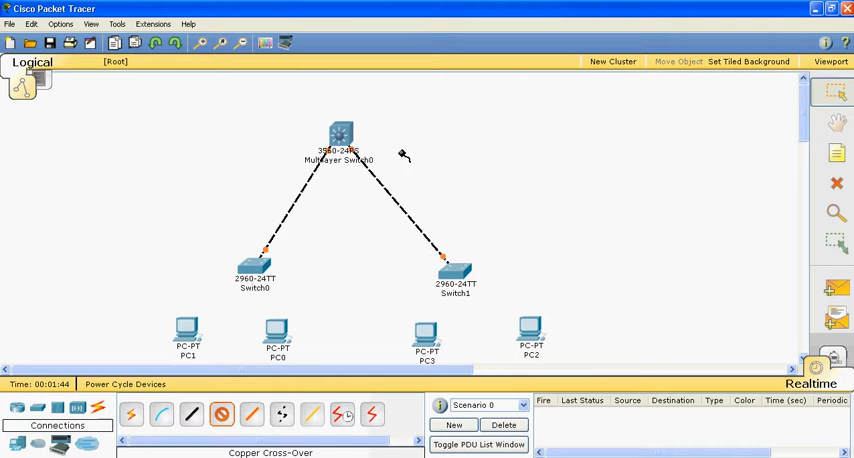 Cisco Packet Tracer
File Edit Options View Tools Extensions Help
Logical [Root] New Cluster Move Object Set Tiled Background Viewport
3560-24PS
Multilayer Switch0
2960-24TT
Switch0
2960-24TT
Switch1
PC-PT
PC1
PC-PT
PC0
PC-PT
PC3
PC-PT
PC2
Time: 00:01:44 Power Cycle Devices Realtime
Connections
Copper Cross-Over
Scenario 0
New Delete
Toggle PDU List Window
Fire Last Status Source Destination Type Color Time (sec) Periodic